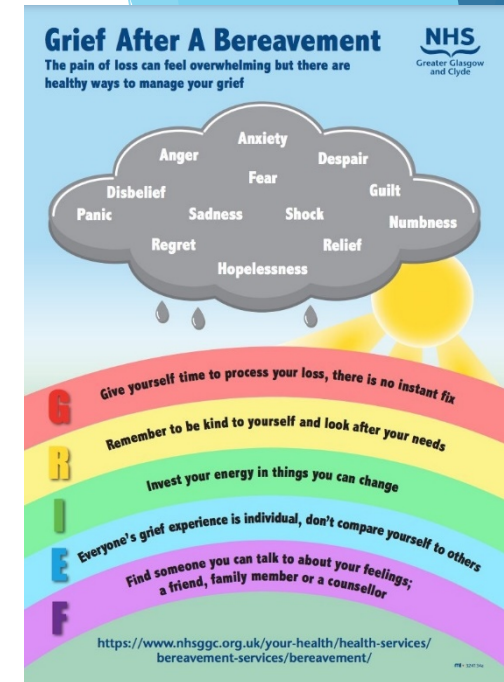 Grief After A Bereavement
The pain of loss can feel overwhelming but there are
healthy ways to manage your grief
NHS
Greater Glasgow
and Clyde
Anxiety
Anger
Despair
Fear
Disbelief
Guilt
Panic
Sadness
Shock
Numbness
Regret
Relief
Hopelessness
G
Give yourself time to process your loss, there is no instant fix
R
Remember to be kind to yourself and look after your needs
I
Invest your energy in things you can change
E
Everyone's grief experience is individual, don't compare yourself to others
F
Find someone you can talk to about your feelings;
a friend, family member or a counsellor
https://www.nhsggc.org.uk/your-health/health-services/
bereavement-services/bereavement/